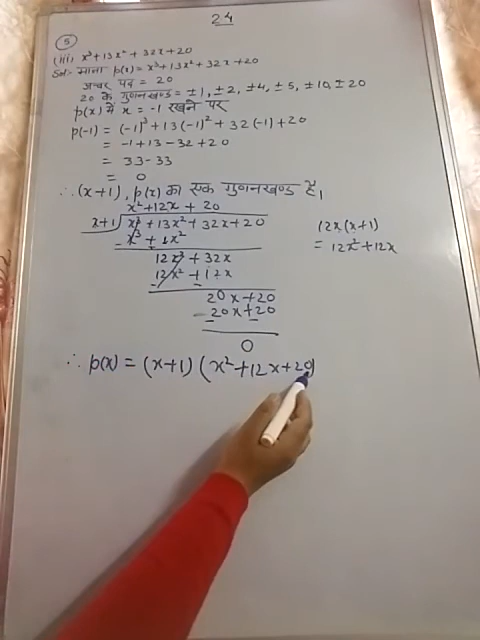 24
5
(iii) x³+13x²+32x+20
Sol:- माना p(x) = x³+13x²+32x+20
अचर पद = 20
20 के गुणनखण्ड = ±1, ±2, ±4, ±5, ±10, ±20
p(x) में x = -1 रखने पर
p(-1) = (-1)³ + 13(-1)² + 32(-1) + 20
= -1+13-32+20
= 33-33
= 0
∴ (x+1), p(x) का एक गुणनखण्ड है।
x²+12x+20
x+1 | x³+13x²+32x+20
- x³ + 1x²
12x² + 32x
12x² + 12x
- -
20x+20
- 20x+20
-
0
12x(x+1)
= 12x²+12x
∴ p(x) = (x+1) (x²+12x+20)